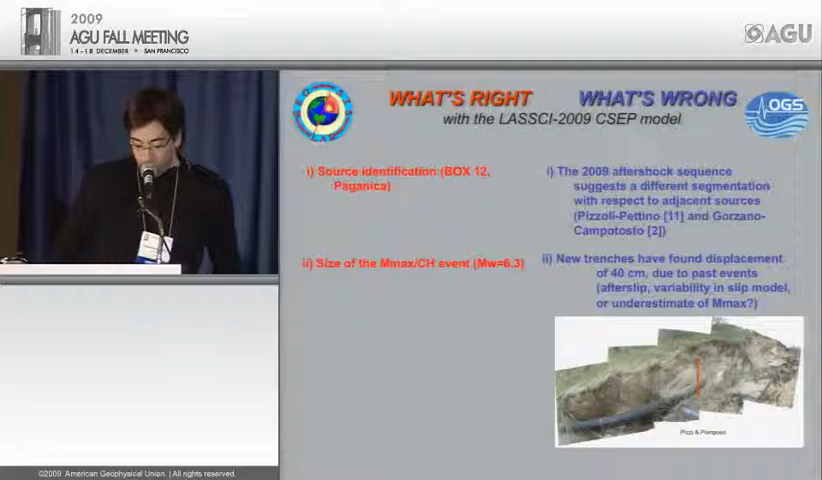 2009
AGU FALL MEETING
14-18 DECEMBER • SAN FRANCISCO
AGU
WHAT'S RIGHT
WHAT'S WRONG
with the LASSCI-2009 CSEP model
OGS
i) Source identification (BOX 12,
Paganica)
i) The 2009 aftershock sequence
suggests a different segmentation
with respect to adjacent sources
(Pizzoli-Pettino [11] and Gorzano-
Campotosto [2])
ii) Size of the Mmax/CH event (Mw=6.3)
ii) New trenches have found displacement
of 40 cm, due to past events
(afterslip, variability in slip model,
or underestimate of Mmax?)
©2009 American Geophysical Union. | All rights reserved.